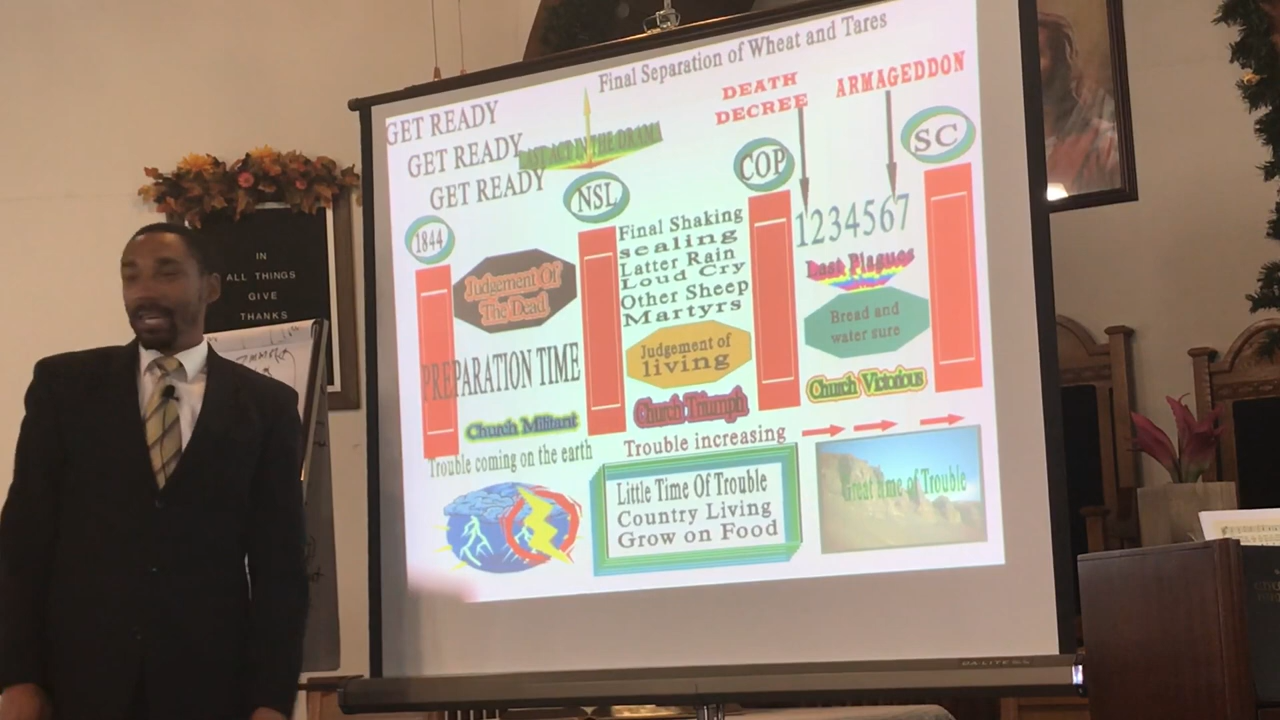 Final Separation of Wheat and Tares
GET READY
GET READY
GET READY
LAST ACT IN THE DRAMA
DEATH
DECREE
ARMAGEDDON
1844
NSL
COP
SC
Judgement Of
The Dead
PREPARATION TIME
Church Militant
Final Shaking
sealing
Latter Rain
Loud Cry
Other Sheep
Martyrs
Judgement of
living
Church Triumph
1234567
Last Plagues
Bread and
water sure
Church Victorious
Trouble coming on the earth
Trouble increasing
Little Time Of Trouble
Country Living
Grow on Food
Great time of Trouble
IN
ALL THINGS
GIVE
THANKS
DA-LITE